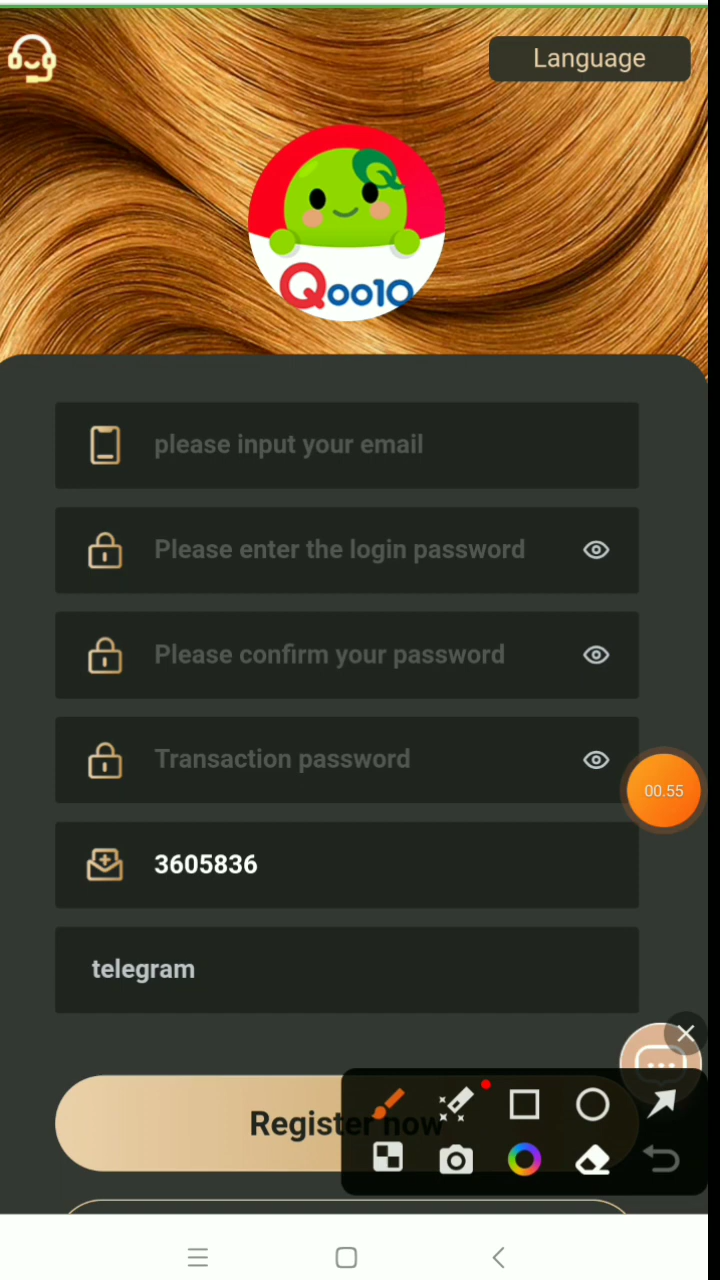 Language
Qoo10
please input your email
Please enter the login password
Please confirm your password
Transaction password
00.55
3605836
telegram
Register now